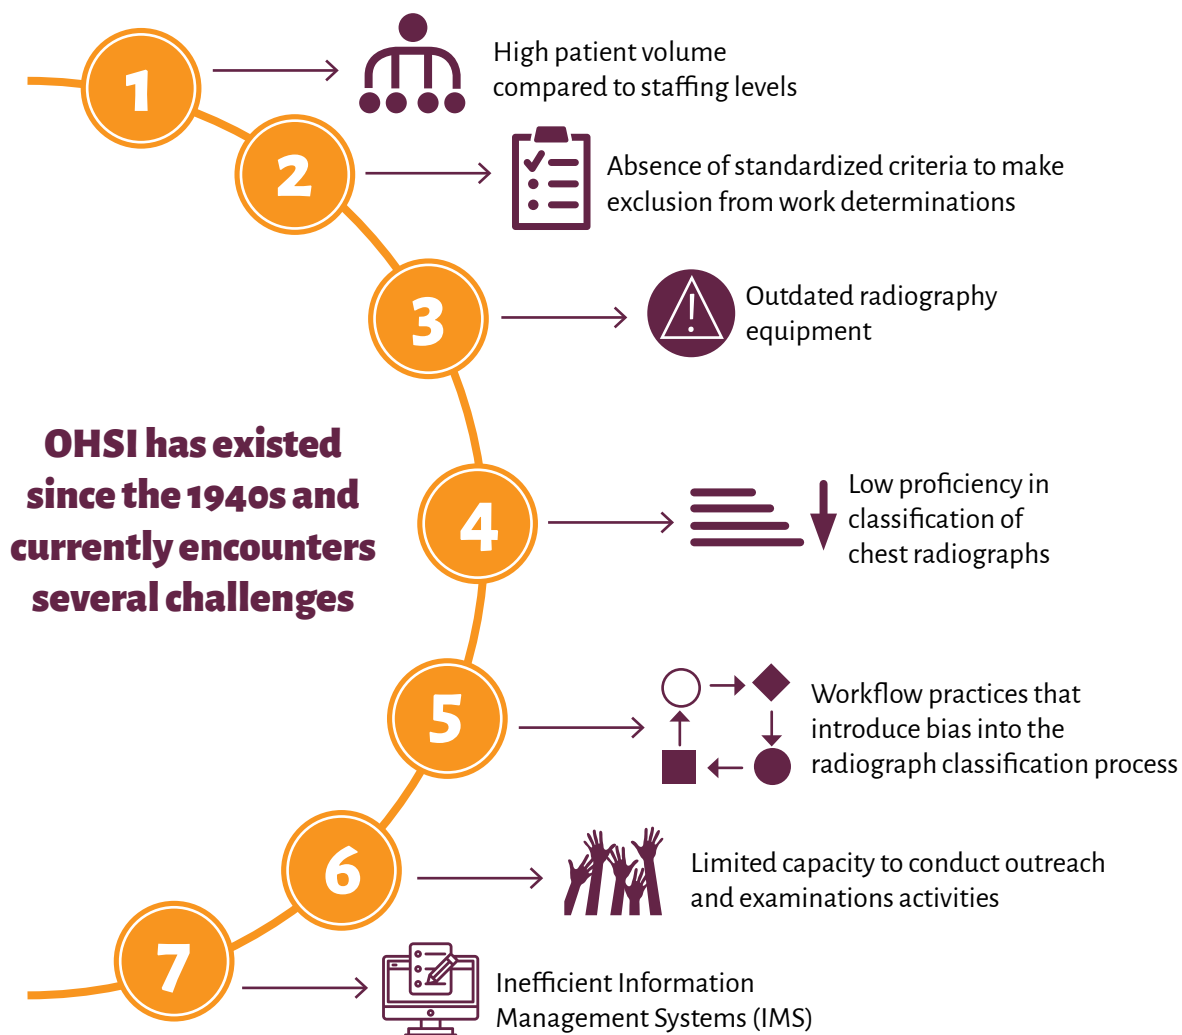 1
High patient volume
compared to staffing levels
2
Absence of standardized criteria to make
exclusion from work determinations
3
Outdated radiography
equipment
OHSI has existed
since the 1940s and
currently encounters
several challenges
4
Low proficiency in
classification of
chest radiographs
5
Workflow practices that
introduce bias into the
radiograph classification process
6
Limited capacity to conduct outreach
and examinations activities
7
Inefficient Information
Management Systems (IMS)